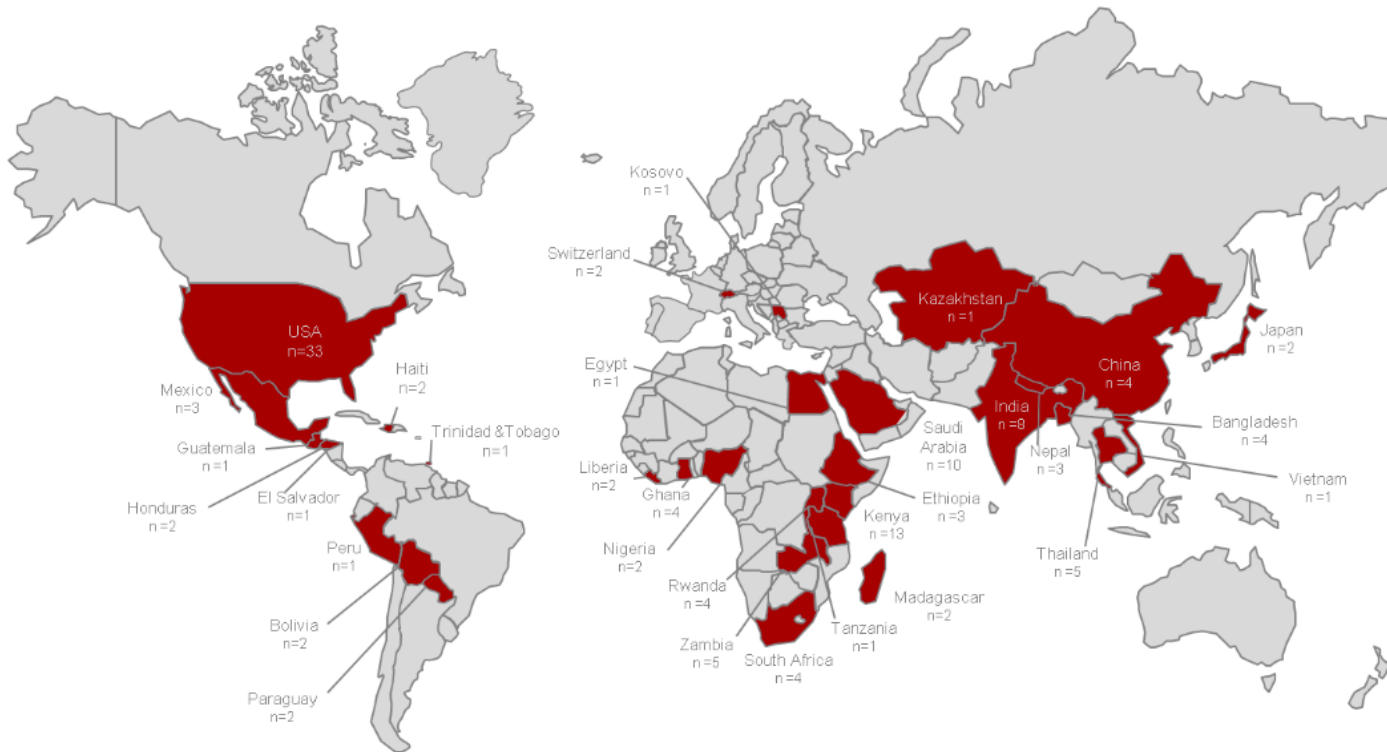 Kosovo
n =1
Switzerland
n =2
Kazakhstan
n =1
USA
n=33
Japan
n =2
Egypt
n =1
China
n =4
Haiti
n=2
Mexico
n=3
India
n =8
Bangladesh
n =4
Saudi
Arabia
n =10
Trinidad &Tobago
n =1
Guatemala
n =1
Nepal
n =3
Liberia
n =2
Vietnam
n =1
Ghana
n =4
Ethiopia
n =3
El Salvador
n =1
Honduras
n =2
Kenya
n =13
Peru
n =1
Nigeria
n =2
Thailand
n =5
Rwanda
n =4
Madagascar
n =2
Bolivia
n=2
Tanzania
n =1
Zambia
n =5
South Africa
n =4
Paraguay
n =2